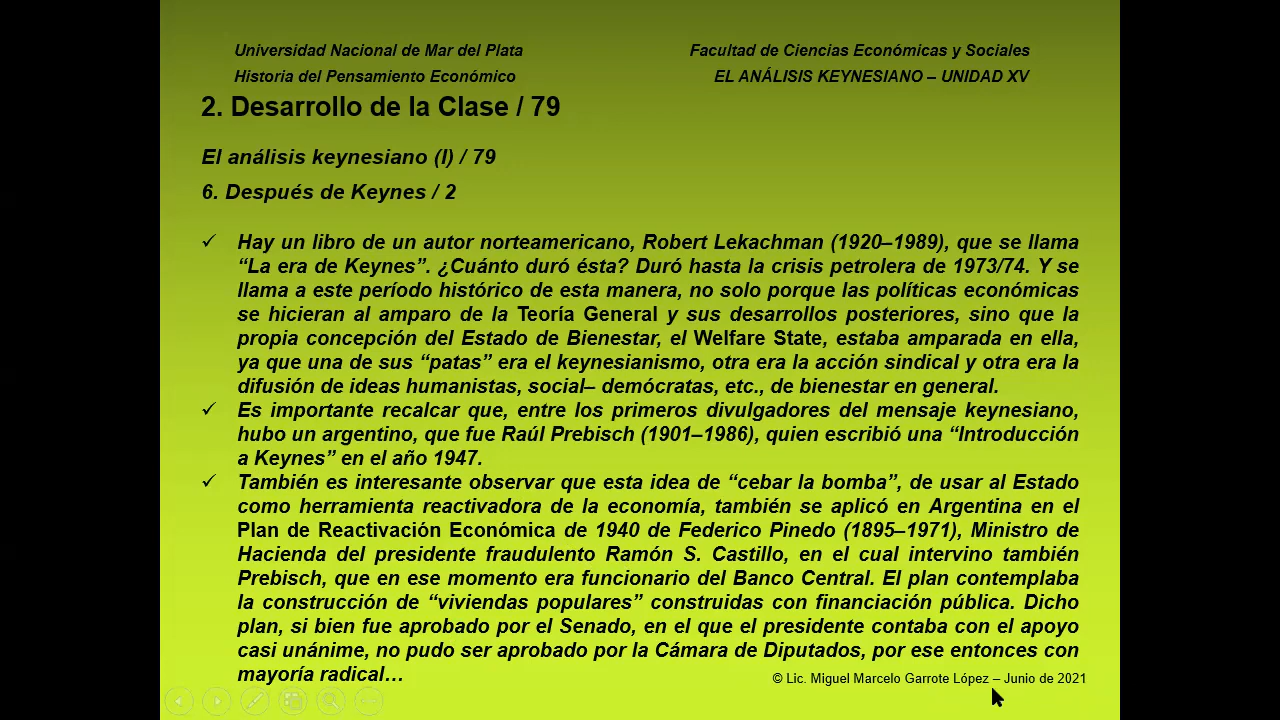 Universidad Nacional de Mar del Plata
Facultad de Ciencias Económicas y Sociales
Historia del Pensamiento Económico
EL ANÁLISIS KEYNESIANO – UNIDAD XV
2. Desarrollo de la Clase / 79
El análisis keynesiano (I) / 79
6. Después de Keynes / 2
✓ Hay un libro de un autor norteamericano, Robert Lekachman (1920–1989), que se llama
“La era de Keynes”. ¿Cuánto duró ésta? Duró hasta la crisis petrolera de 1973/74. Y se
llama a este período histórico de esta manera, no solo porque las políticas económicas
se hicieran al amparo de la Teoría General y sus desarrollos posteriores, sino que la
propia concepción del Estado de Bienestar, el Welfare State, estaba amparada en ella,
ya que una de sus “patas” era el keynesianismo, otra era la acción sindical y otra era la
difusión de ideas humanistas, social– demócratas, etc., de bienestar en general.
✓ Es importante recalcar que, entre los primeros divulgadores del mensaje keynesiano,
hubo un argentino, que fue Raúl Prebisch (1901–1986), quien escribió una “Introducción
a Keynes” en el año 1947.
✓ También es interesante observar que esta idea de “cebar la bomba”, de usar al Estado
como herramienta reactivadora de la economía, también se aplicó en Argentina en el
Plan de Reactivación Económica de 1940 de Federico Pinedo (1895–1971), Ministro de
Hacienda del presidente fraudulento Ramón S. Castillo, en el cual intervino también
Prebisch, que en ese momento era funcionario del Banco Central. El plan contemplaba
la construcción de “viviendas populares” construidas con financiación pública. Dicho
plan, si bien fue aprobado por el Senado, en el que el presidente contaba con el apoyo
casi unánime, no pudo ser aprobado por la Cámara de Diputados, por ese entonces con
mayoría radical…
© Lic. Miguel Marcelo Garrote López – Junio de 2021